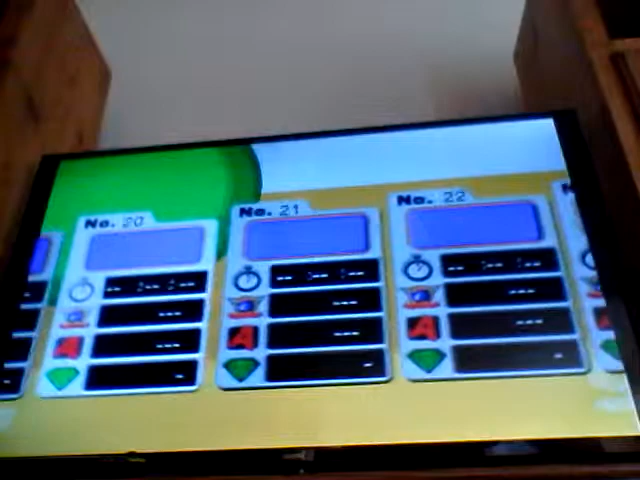 No. 20
No. 21
No. 22
-- :-- :--
-- :-- :--
-- :-- :--
---
---
---
A
---
A
---
A
---
-
-
-